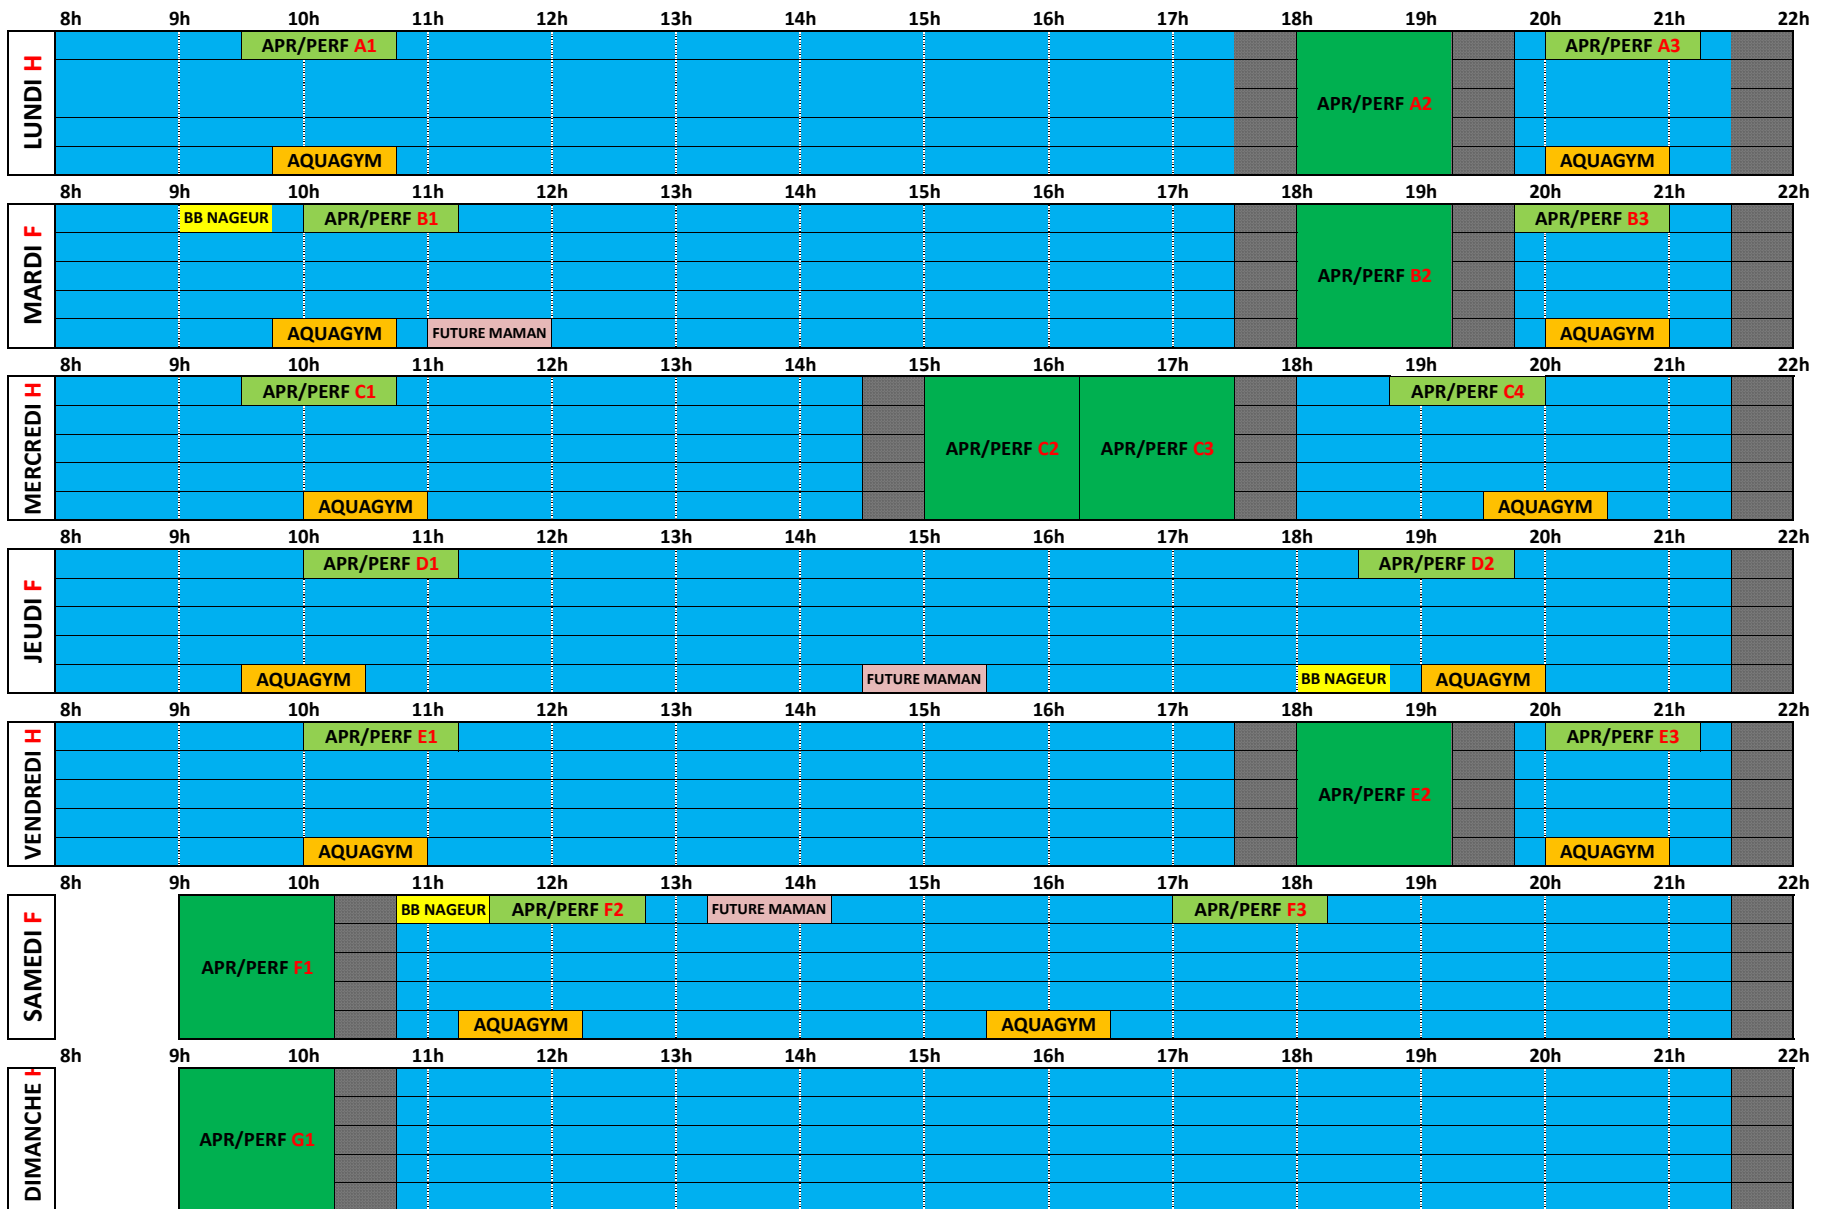 8h 9h 10h 11h 12h 13h 14h 15h 16h 17h 18h 19h 20h 21h 22h
LUNDI H
APR/PERF A1
APR/PERF A3
APR/PERF A2
AQUAGYM
AQUAGYM
8h 9h 10h 11h 12h 13h 14h 15h 16h 17h 18h 19h 20h 21h 22h
MARDI F
BB NAGEUR
APR/PERF B1
APR/PERF B3
APR/PERF B2
AQUAGYM
FUTURE MAMAN
AQUAGYM
8h 9h 10h 11h 12h 13h 14h 15h 16h 17h 18h 19h 20h 21h 22h
MERCREDI H
APR/PERF C1
APR/PERF C4
APR/PERF C2
APR/PERF C3
AQUAGYM
AQUAGYM
8h 9h 10h 11h 12h 13h 14h 15h 16h 17h 18h 19h 20h 21h 22h
JEUDI F
APR/PERF D1
APR/PERF D2
AQUAGYM
FUTURE MAMAN
BB NAGEUR
AQUAGYM
8h 9h 10h 11h 12h 13h 14h 15h 16h 17h 18h 19h 20h 21h 22h
VENDREDI H
APR/PERF E1
APR/PERF E3
APR/PERF E2
AQUAGYM
AQUAGYM
8h 9h 10h 11h 12h 13h 14h 15h 16h 17h 18h 19h 20h 21h 22h
SAMEDI F
BB NAGEUR
APR/PERF F2
FUTURE MAMAN
APR/PERF F3
APR/PERF F1
AQUAGYM
AQUAGYM
8h 9h 10h 11h 12h 13h 14h 15h 16h 17h 18h 19h 20h 21h 22h
DIMANCHE H
APR/PERF G1